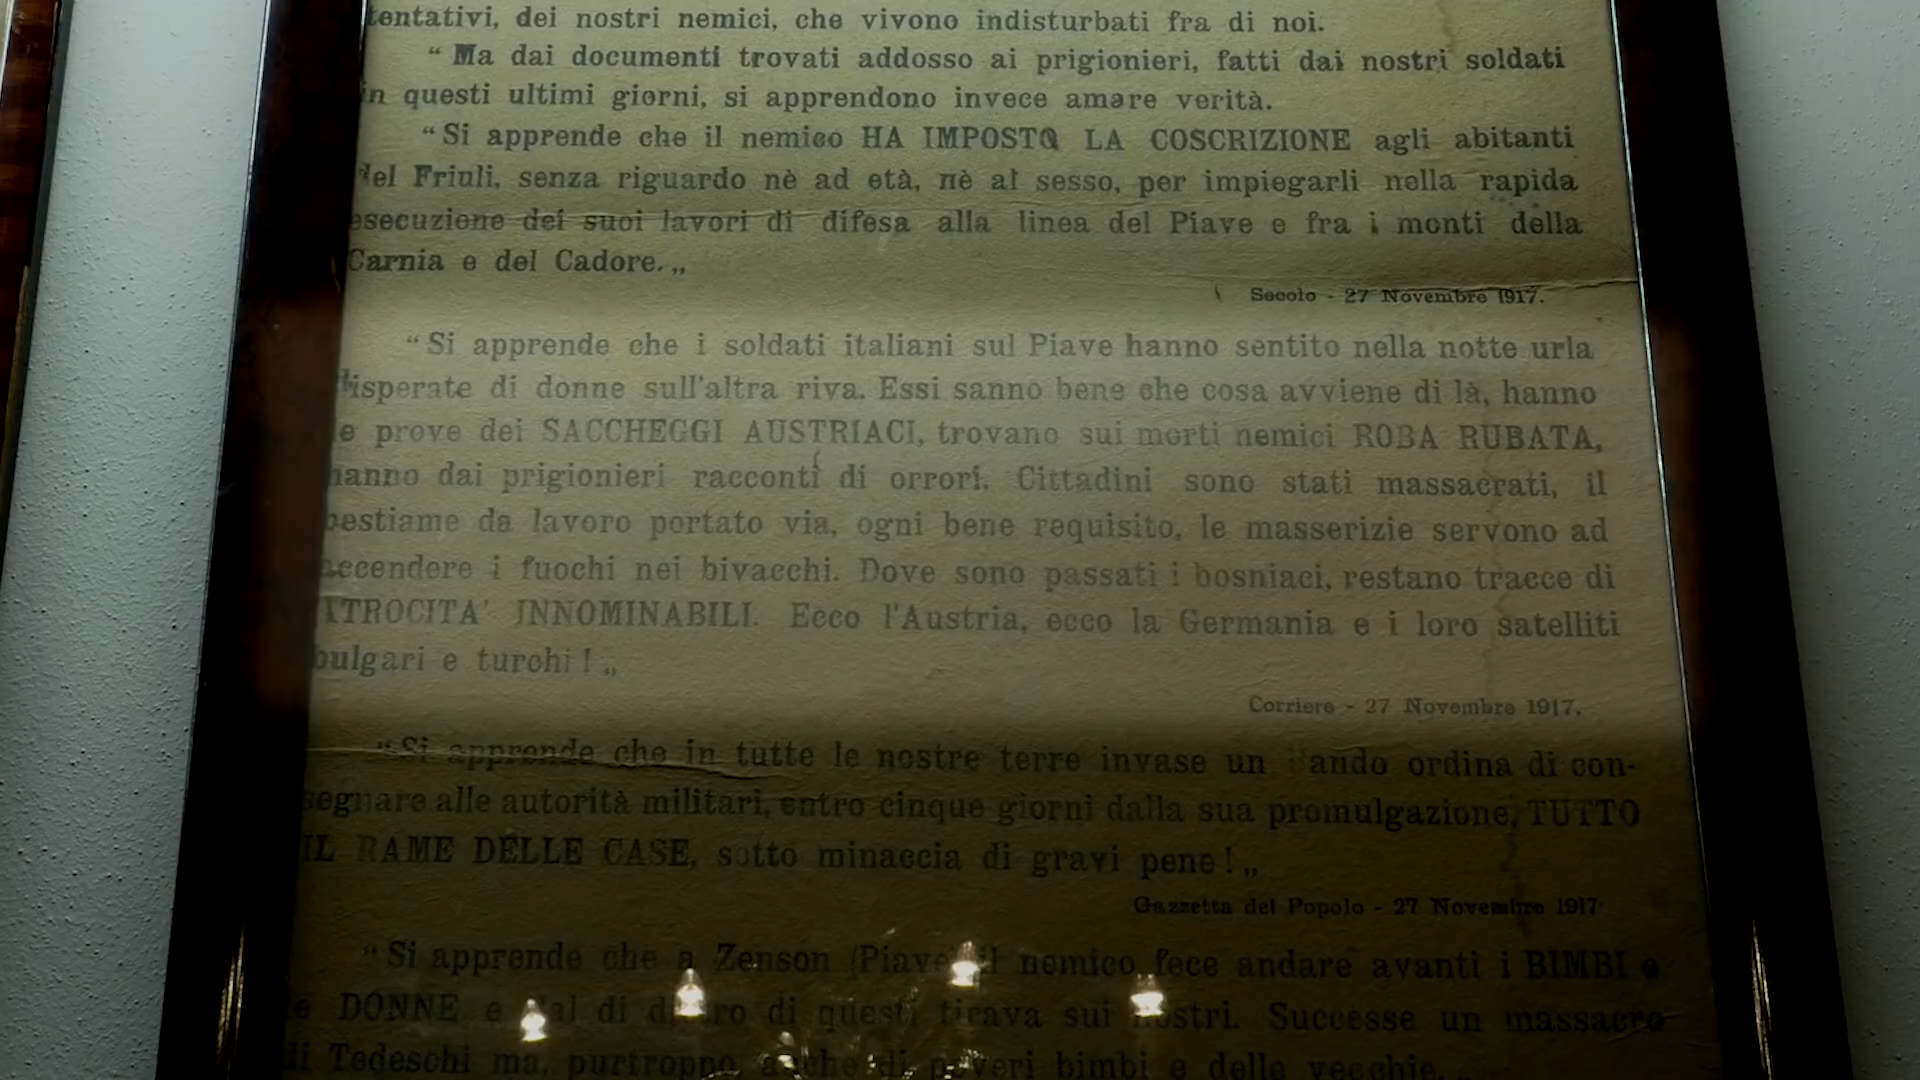 tentativi, dei nostri nemici, che vivono indisturbati fra di noi.
“ Ma dai documenti trovati addosso ai prigionieri, fatti dai nostri soldati
in questi ultimi giorni, si apprendono invece amare verità.
“ Si apprende che il nemico HA IMPOSTO LA COSCRIZIONE agli abitanti
del Friuli, senza riguardo nè ad età, nè al sesso, per impiegarli nella rapida
esecuzione dei suoi lavori di difesa alla linea del Piave e fra i monti della
Carnia e del Cadore. „
Secolo - 27 Novembre 1917.
“ Si apprende che i soldati italiani sul Piave hanno sentito nella notte urla
disperate di donne sull'altra riva. Essi sanno bene che cosa avviene di là, hanno
le prove dei SACCHEGGI AUSTRIACI, trovano sui morti nemici ROBA RUBATA,
hanno dai prigionieri racconti di orrori. Cittadini sono stati massacrati, il
bestiame da lavoro portato via, ogni bene requisito, le masserizie servono ad
accendere i fuochi nei bivacchi. Dove sono passati i bosniaci, restano tracce di
ATROCITA' INNOMINABILI. Ecco l'Austria, ecco la Germania e i loro satelliti
bulgari e turchi ! „
Corriere - 27 Novembre 1917.
“ Si apprende che in tutte le nostre terre invase un Bando ordina di con-
segnare alle autorità militari, entro cinque giorni dalla sua promulgazione, TUTTO
IL RAME DELLE CASE, sotto minaccia di gravi pene ! „
Gazzetta del Popolo - 27 Novembre 1917
“ Si apprende che a Zenson (Piave) il nemico fece andare avanti i BIMBI e
le DONNE e dal di dietro di questi tirava sui nostri. Successe un massacro
di Tedeschi ma, purtroppo, anche di poveri bimbi e delle vecchie. „